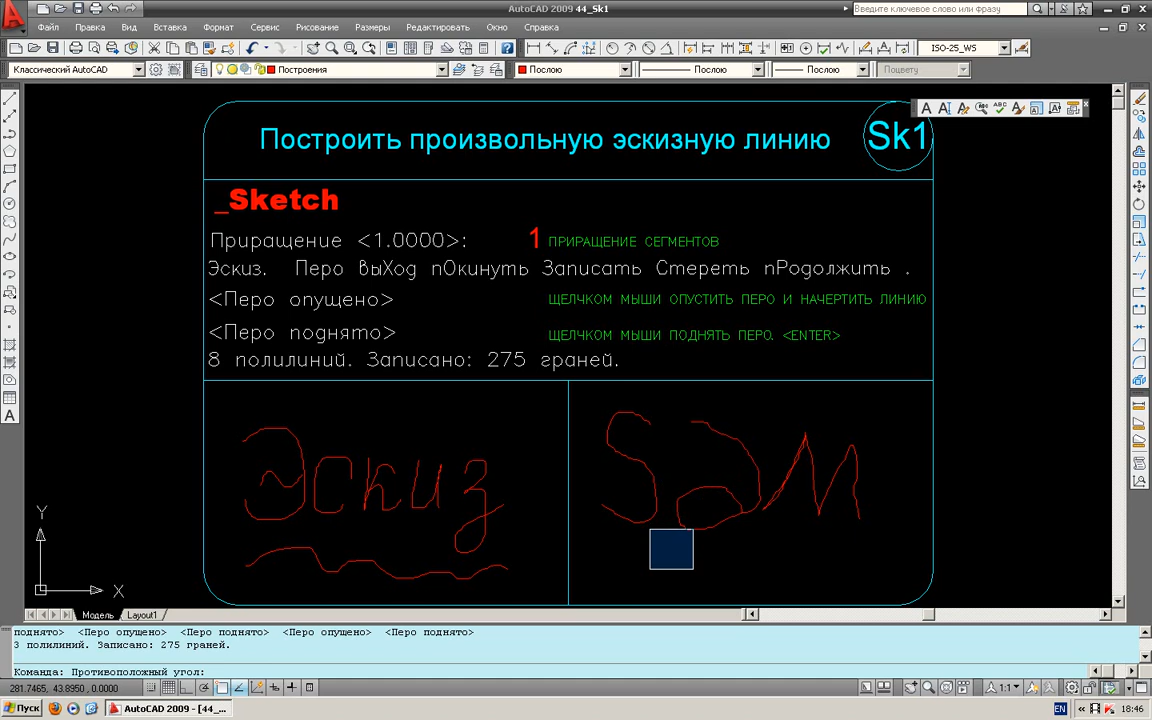 AutoCAD 2009 44_Sk1
Введите ключевое слово или фразу
Файл Правка Вид Вставка Формат Сервис Рисование Размеры Редактировать Окно Справка
ISO-25_WS
Классический AutoCAD
Построения
Послою
Послою
Послою
Поцвету
Построить произвольную эскизную линию
Sk1
_Sketch
Приращение <1.0000>: 1 ПРИРАЩЕНИЕ СЕГМЕНТОВ
Эскиз. Перо выХод пОкинуть Записать Стереть пРодолжить .
<Перо опущено> ЩЕЛЧКОМ МЫШИ ОПУСТИТЬ ПЕРО И НАЧЕРТИТЬ ЛИНИЮ
<Перо поднято> ЩЕЛЧКОМ МЫШИ ПОДНЯТЬ ПЕРО. <ENTER>
8 полилиний. Записано: 275 граней.
Эскиз
Y
X
Модель Layout1
поднято> <Перо опущено> <Перо поднято> <Перо опущено> <Перо поднято>
3 полилиний. Записано: 275 граней.
Команда: Противоположный угол:
281.7465, 43.8950, 0.0000
1:1
Пуск
AutoCAD 2009 - [44_...
EN
18:46